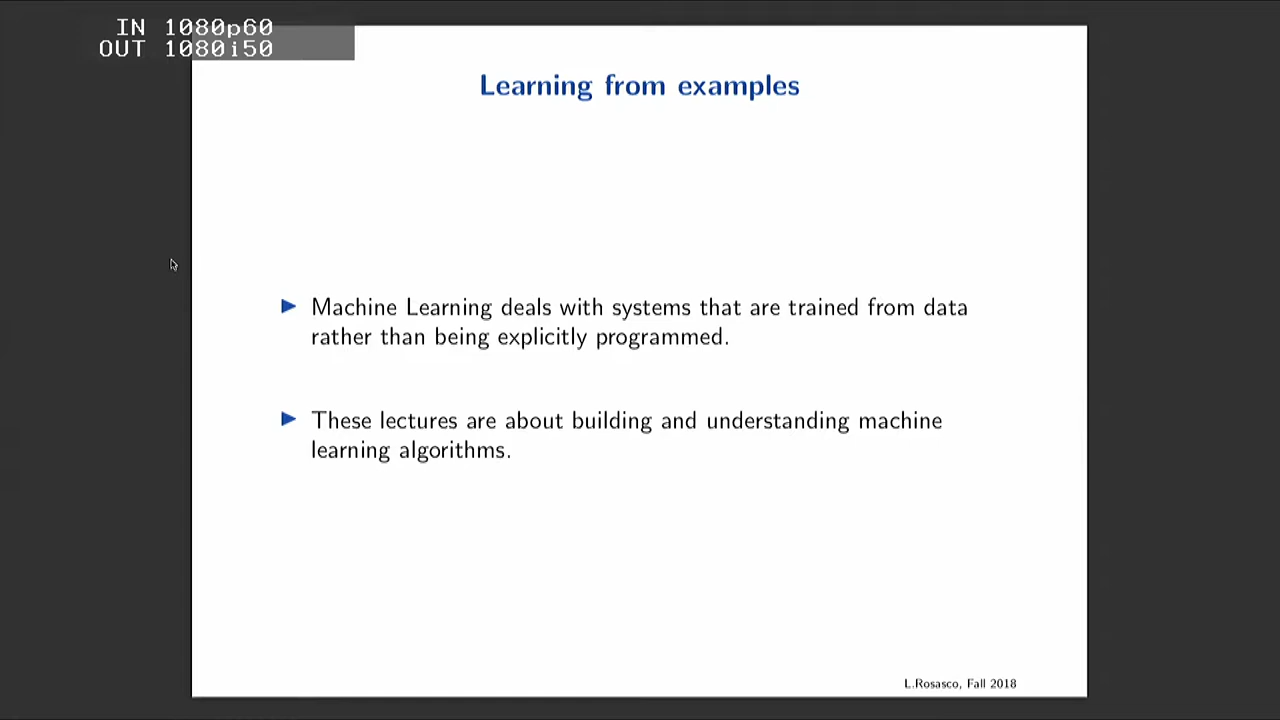 IN 1080p60
OUT 1080i50
Learning from examples
Machine Learning deals with systems that are trained from data
rather than being explicitly programmed.
These lectures are about building and understanding machine
learning algorithms.
L.Rosasco, Fall 2018